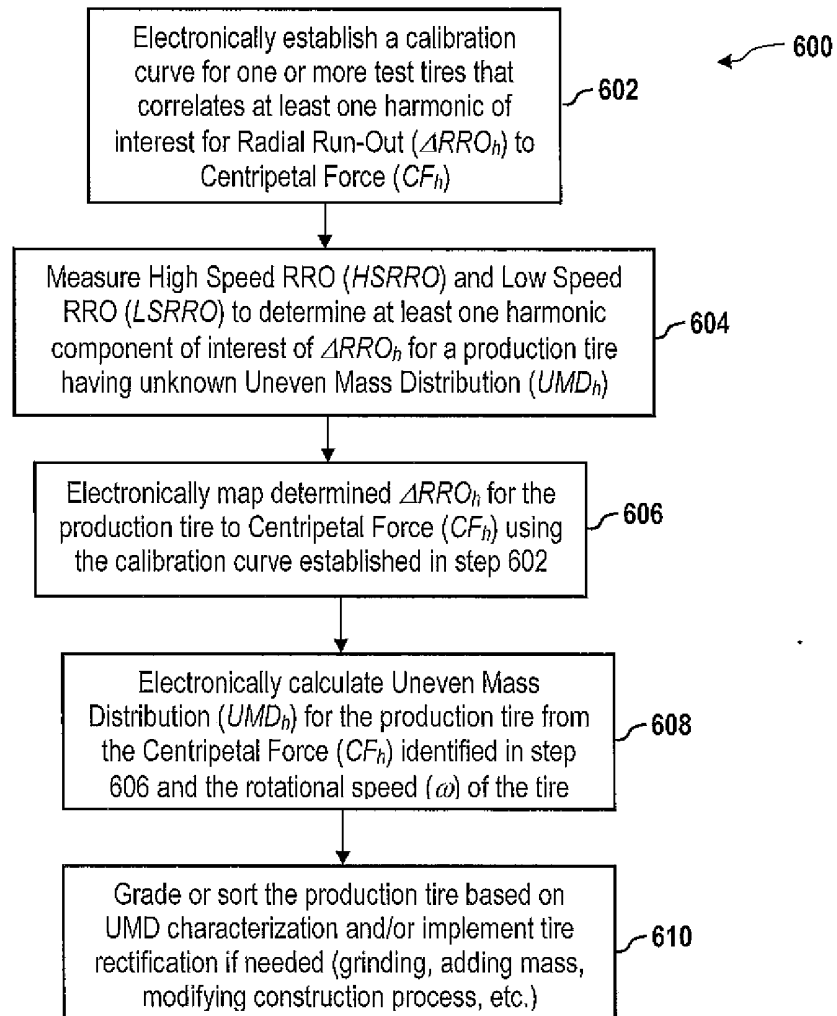 Electronically establish a calibration
curve for one or more test tires that
correlates at least one harmonic of
interest for Radial Run-Out (ΔRROh) to
Centripetal Force (CFh)
602
600
Measure High Speed RRO (HSRRO) and Low Speed
RRO (LSRRO) to determine at least one harmonic
component of interest of ΔRROh for a production tire
having unknown Uneven Mass Distribution (UMDh)
604
Electronically map determined ΔRROh for the
production tire to Centripetal Force (CFh) using
the calibration curve established in step 602
606
Electronically calculate Uneven Mass
Distribution (UMDh) for the production tire from
the Centripetal Force (CFh) identified in step
606 and the rotational speed (ω) of the tire
608
Grade or sort the production tire based on
UMD characterization and/or implement tire
rectification if needed (grinding, adding mass,
modifying construction process, etc.)
610